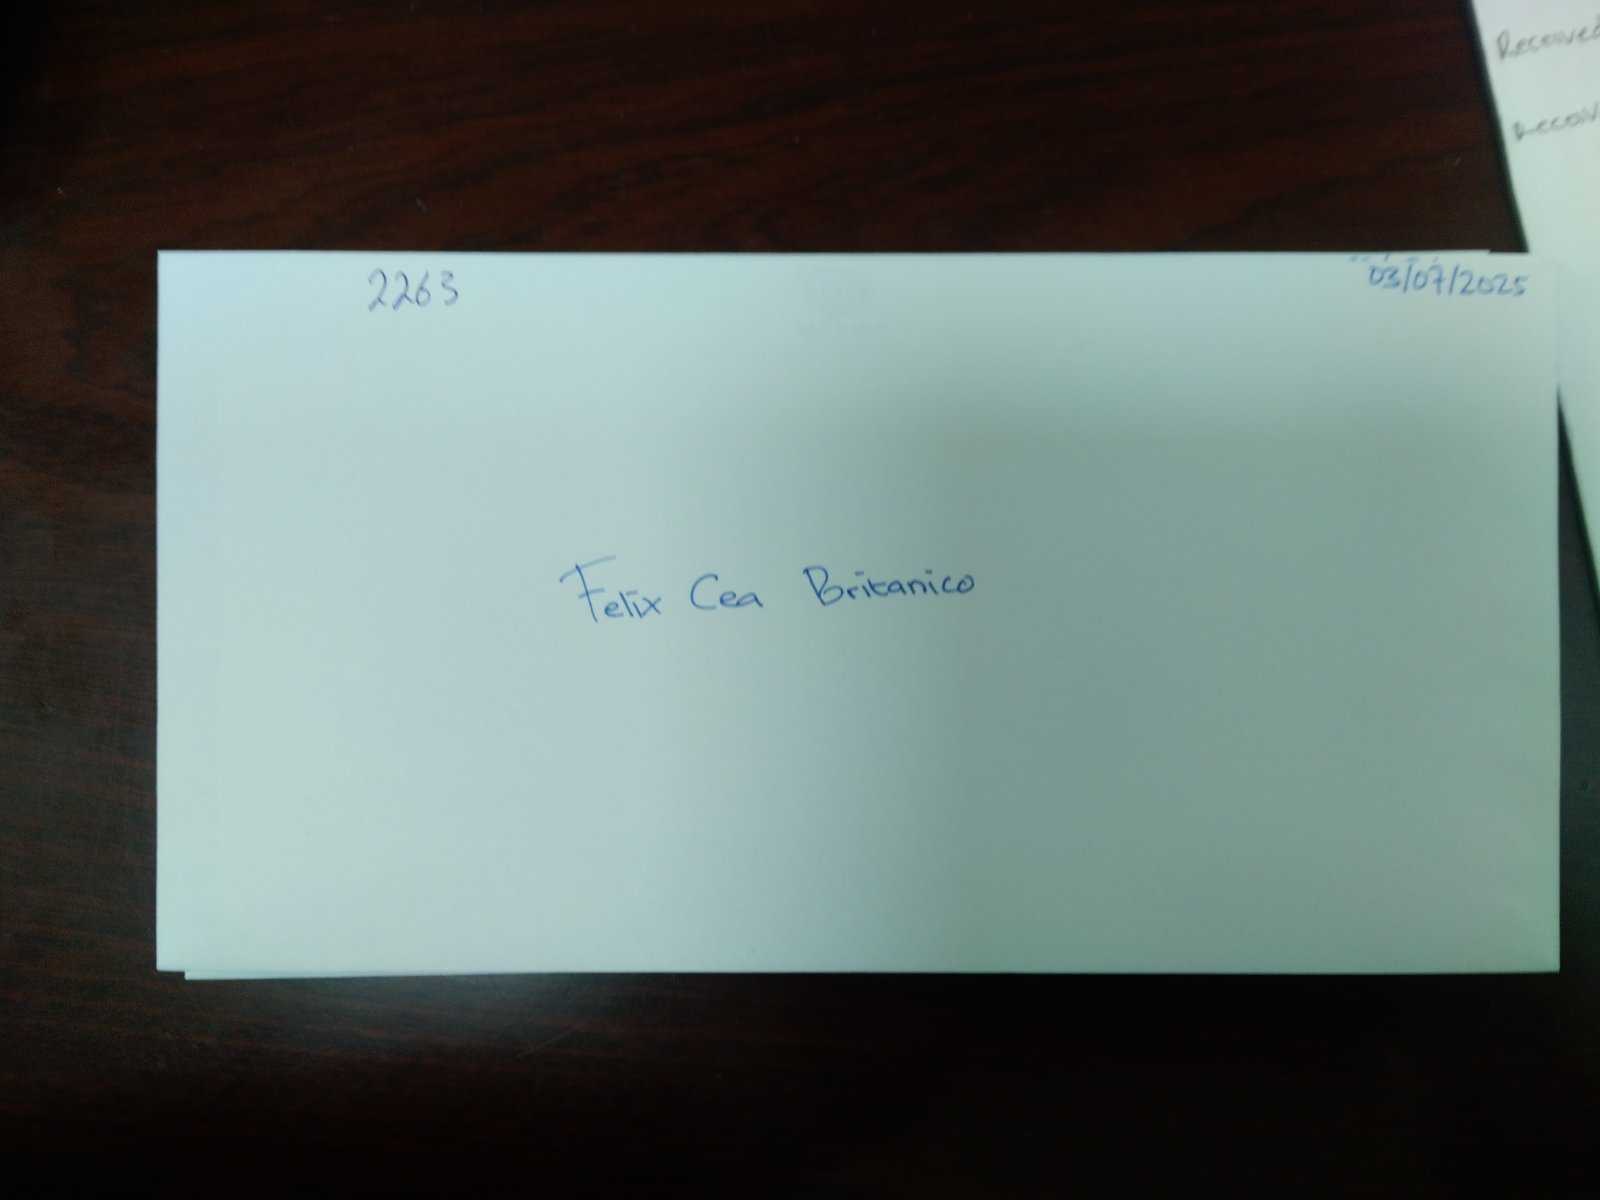 2263
03/07/2025
Felix Cea Britanico
Received